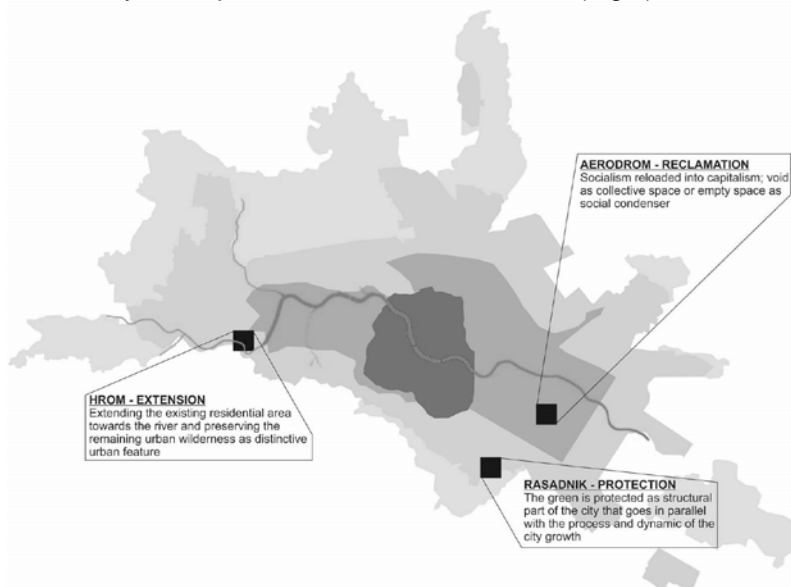 AERODROM - RECLAMATION
Socialism reloaded into capitalism; void
as collective space or empty space as
social condenser
HROM - EXTENSION
Extending the existing residential area
towards the river and preserving the
remaining urban wilderness as distinctive
urban feature
RASADNIK - PROTECTION
The green is protected as structural
part of the city that goes in parallel
with the process and dynamic of the
city growth